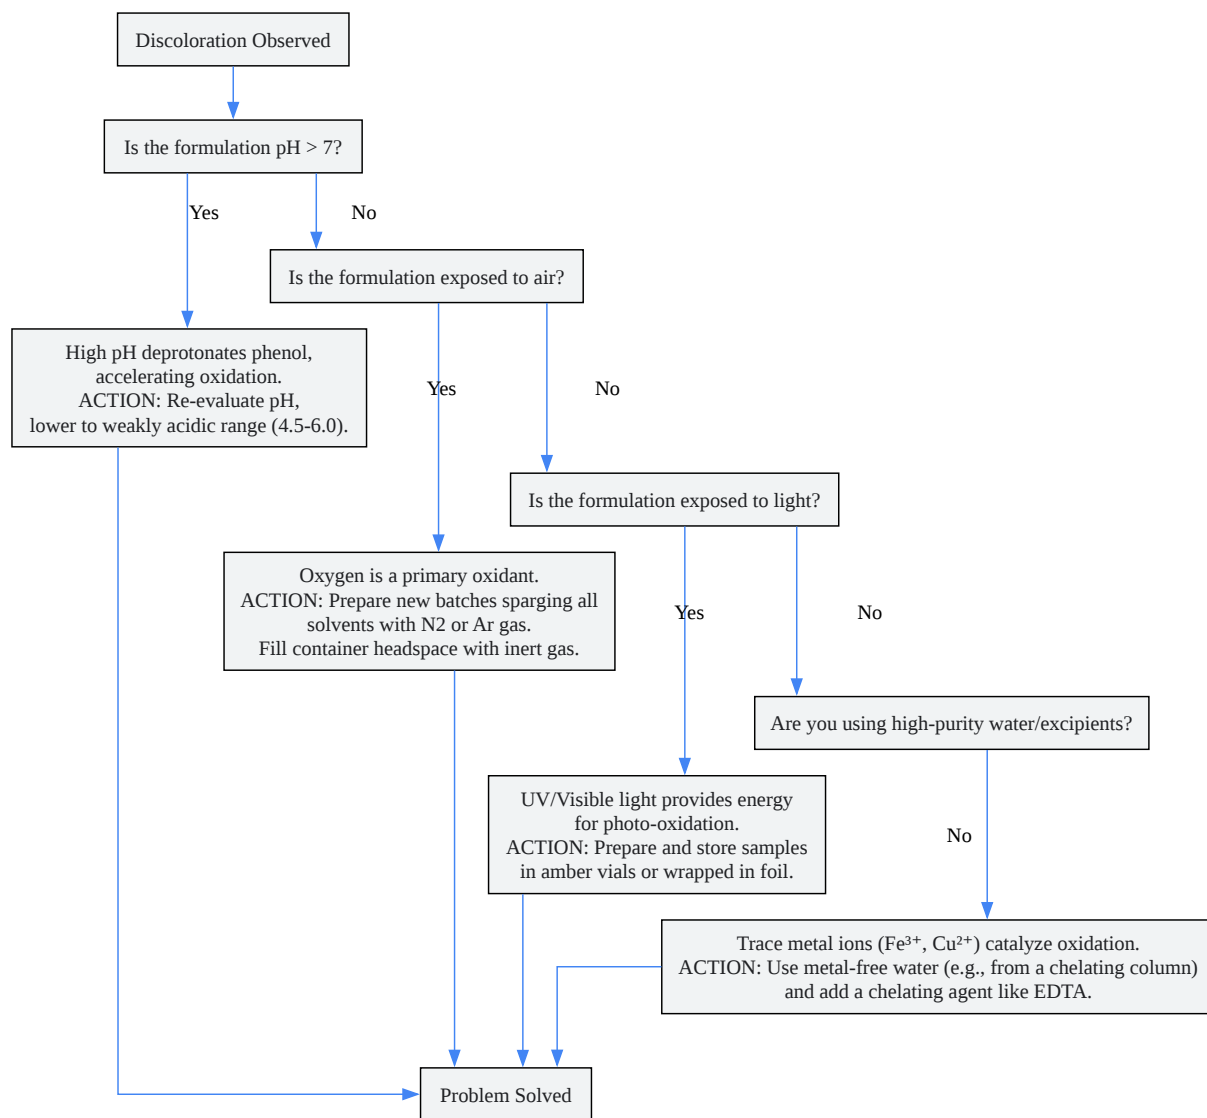 Discoloration Observed
Is the formulation pH > 7?
Yes
No
Is the formulation exposed to air?
High pH deprotonates phenol,
accelerating oxidation.
ACTION: Re-evaluate pH,
lower to weakly acidic range (4.5-6.0).
Yes
No
Is the formulation exposed to light?
Oxygen is a primary oxidant.
ACTION: Prepare new batches sparging all
solvents with N2 or Ar gas.
Fill container headspace with inert gas.
Yes
No
Are you using high-purity water/excipients?
UV/Visible light provides energy
for photo-oxidation.
ACTION: Prepare and store samples
in amber vials or wrapped in foil.
No
Trace metal ions (Fe³⁺, Cu²⁺) catalyze oxidation.
ACTION: Use metal-free water (e.g., from a chelating column)
and add a chelating agent like EDTA.
Problem Solved